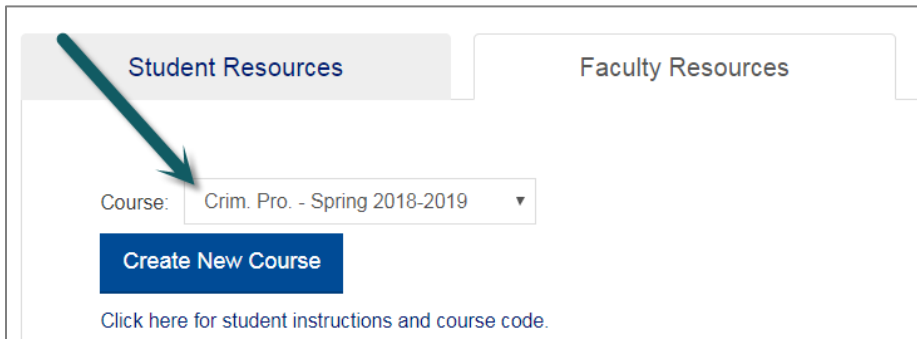 Student Resources
Faculty Resources
Course: Crim. Pro. - Spring 2018-2019
Create New Course
Click here for student instructions and course code.